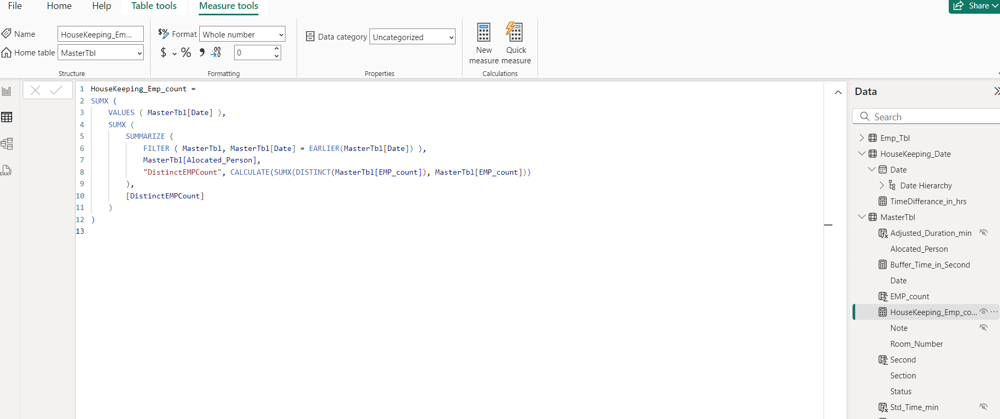 File Home Help Table tools Measure tools Share
Name HouseKeeping_Em... $% Format Whole number Data category Uncategorized
Home table MasterTbl $ % 9 .00 →.0 0 New measure Quick measure
Structure Formatting Properties Calculations
1 HouseKeeping_Emp_count =
2 SUMX (
3 VALUES ( MasterTbl[Date] ),
4 SUMX (
5 SUMMARIZE (
6 FILTER ( MasterTbl, MasterTbl[Date] = EARLIER(MasterTbl[Date]) ),
7 MasterTbl[Alocated_Person],
8 "DistinctEMPCount", CALCULATE(SUMX(DISTINCT(MasterTbl[EMP_count]), MasterTbl[EMP_count]))
9 ),
10 [DistinctEMPCount]
11 )
12 )
13
DAX
Data
Search
Emp_Tbl
HouseKeeping_Date
Date
Date Hierarchy
TimeDifferance_in_hrs
MasterTbl
Adjusted_Duration_min
Alocated_Person
Buffer_Time_in_Second
Date
EMP_count
HouseKeeping_Emp_co... ...
Note
Room_Number
Second
Section
Status
Std_Time_min